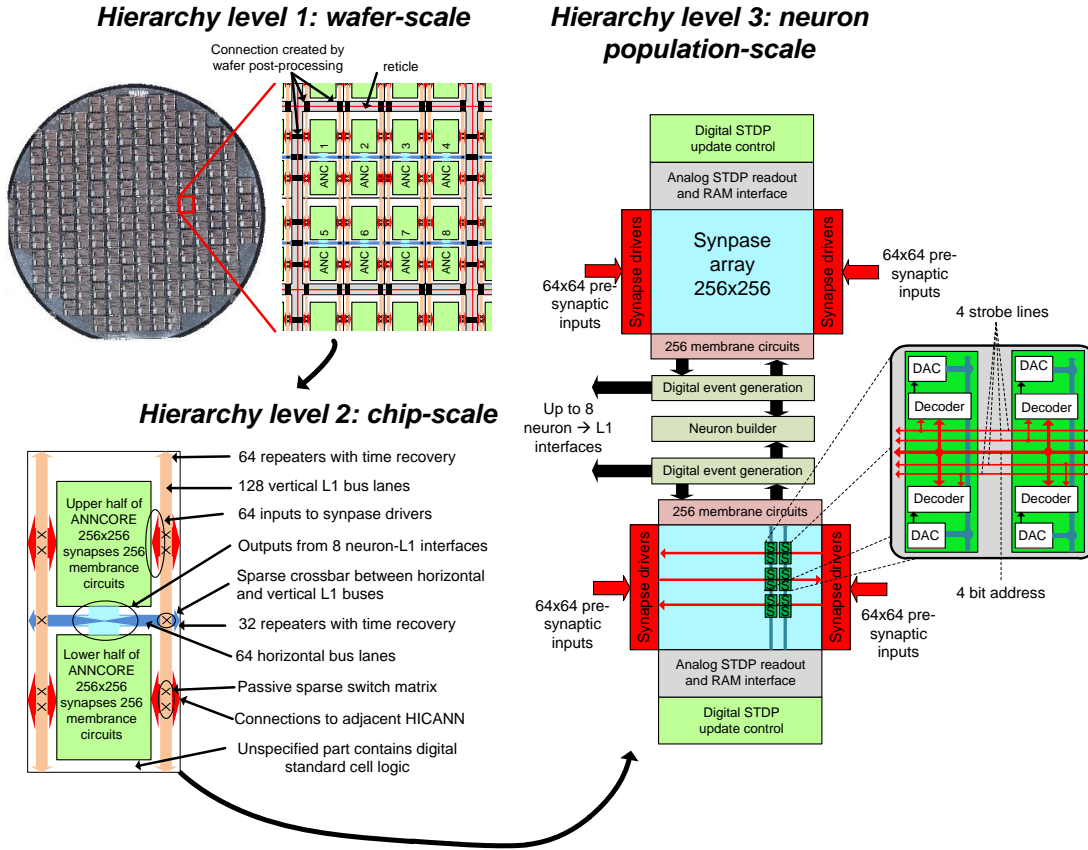 Hierarchy level 1: wafer-scale
Connection created by
wafer post-processing
reticle
1
2
3
4
ANC
ANC
ANC
ANC
5
6
7
8
ANC
ANC
ANC
ANC
Hierarchy level 2: chip-scale
Upper half of
ANNCORE
256x256
synapses 256
membrance
circuits
Lower half of
ANNCORE
256x256
synapses 256
membrance
circuits
64 repeaters with time recovery
128 vertical L1 bus lanes
64 inputs to synpase drivers
Outputs from 8 neuron-L1 interfaces
Sparse crossbar between horizontal
and vertical L1 buses
32 repeaters with time recovery
64 horizontal bus lanes
Passive sparse switch matrix
Connections to adjacent HICANN
Unspecified part contains digital
standard cell logic
Hierarchy level 3: neuron
population-scale
Digital STDP
update control
Analog STDP readout
and RAM interface
Synapse drivers
Synpase
array
256x256
Synapse drivers
64x64 pre-
synaptic
inputs
64x64 pre-
synaptic
inputs
256 membrane circuits
Digital event generation
Up to 8
neuron → L1
interfaces
Neuron builder
Digital event generation
256 membrane circuits
Synapse drivers
S
S
S
S
S
S
S
S
S
S
S
S
Synapse drivers
64x64 pre-
synaptic
inputs
64x64 pre-
synaptic
inputs
Analog STDP readout
and RAM interface
Digital STDP
update control
4 strobe lines
DAC
DAC
Decoder
Decoder
Decoder
Decoder
DAC
DAC
4 bit address